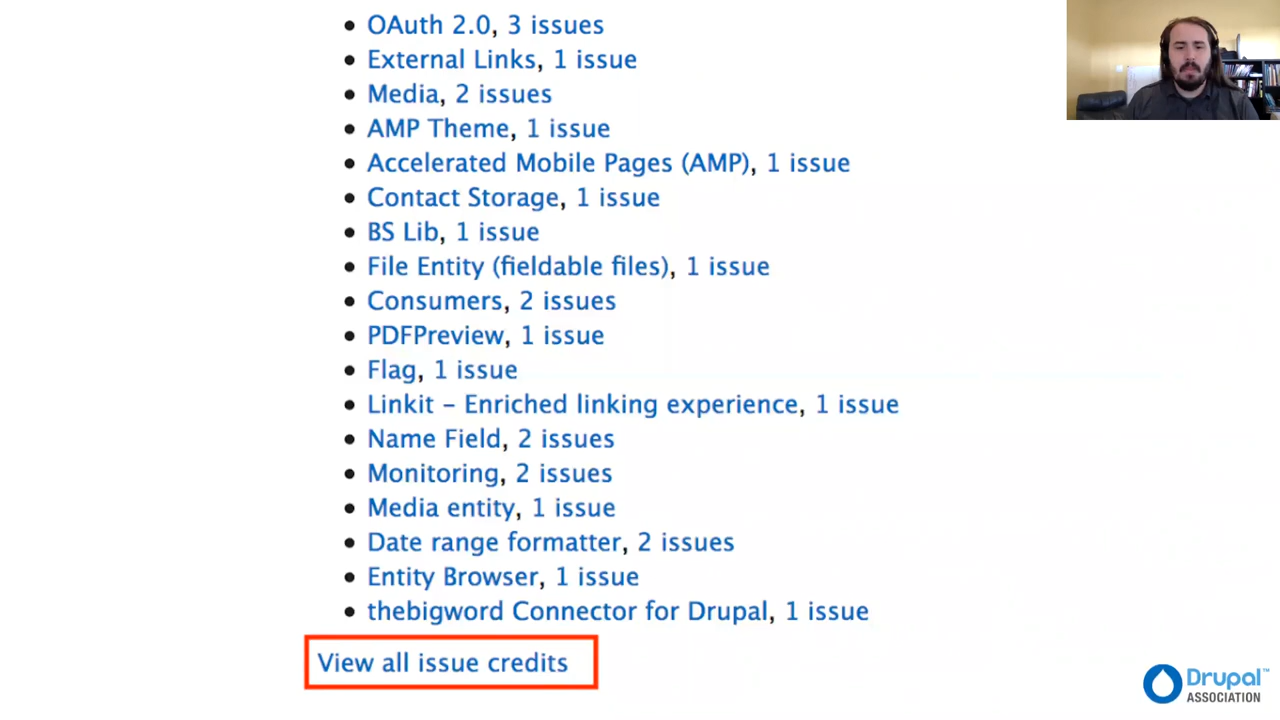 OAuth 2.0, 3 issues
External Links, 1 issue
Media, 2 issues
AMP Theme, 1 issue
Accelerated Mobile Pages (AMP), 1 issue
Contact Storage, 1 issue
BS Lib, 1 issue
File Entity (fieldable files), 1 issue
Consumers, 2 issues
PDFPreview, 1 issue
Flag, 1 issue
Linkit – Enriched linking experience, 1 issue
Name Field, 2 issues
Monitoring, 2 issues
Media entity, 1 issue
Date range formatter, 2 issues
Entity Browser, 1 issue
thebigword Connector for Drupal, 1 issue
View all issue credits
Drupal™
ASSOCIATION